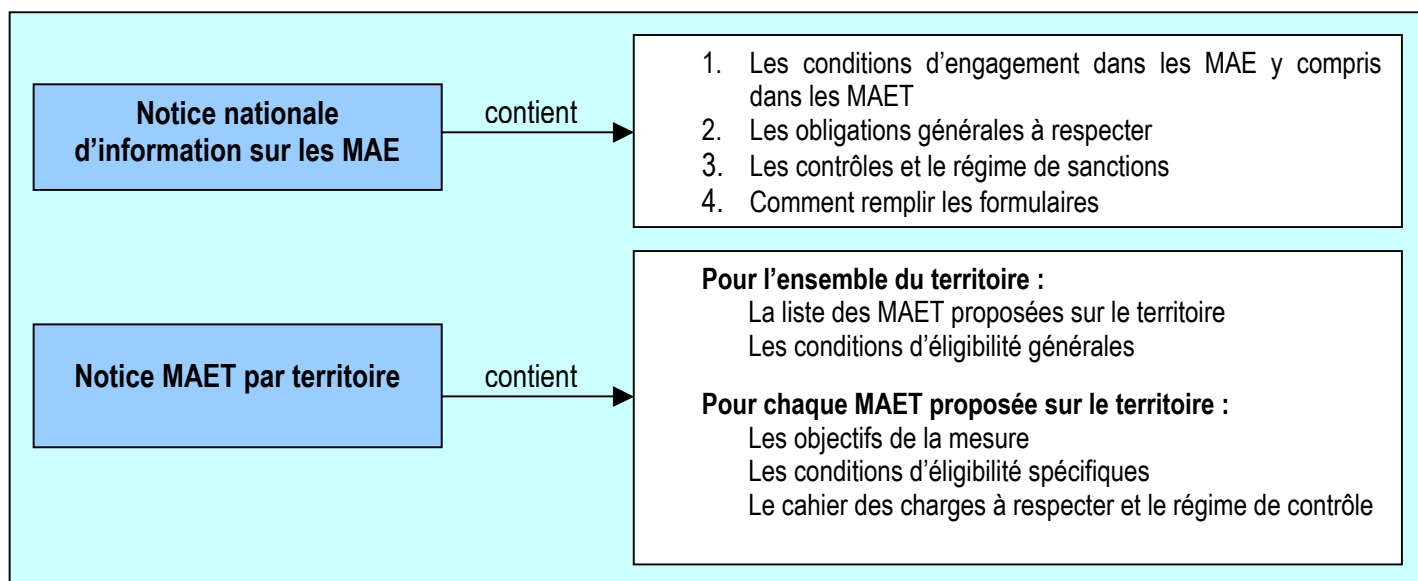 Notice nationale
d’information sur les MAE
contient
1. Les conditions d’engagement dans les MAE y compris
dans les MAET
2. Les obligations générales à respecter
3. Les contrôles et le régime de sanctions
4. Comment remplir les formulaires
Notice MAET par territoire
contient
Pour l’ensemble du territoire :
La liste des MAET proposées sur le territoire
Les conditions d’éligibilité générales
Pour chaque MAET proposée sur le territoire :
Les objectifs de la mesure
Les conditions d’éligibilité spécifiques
Le cahier des charges à respecter et le régime de contrôle